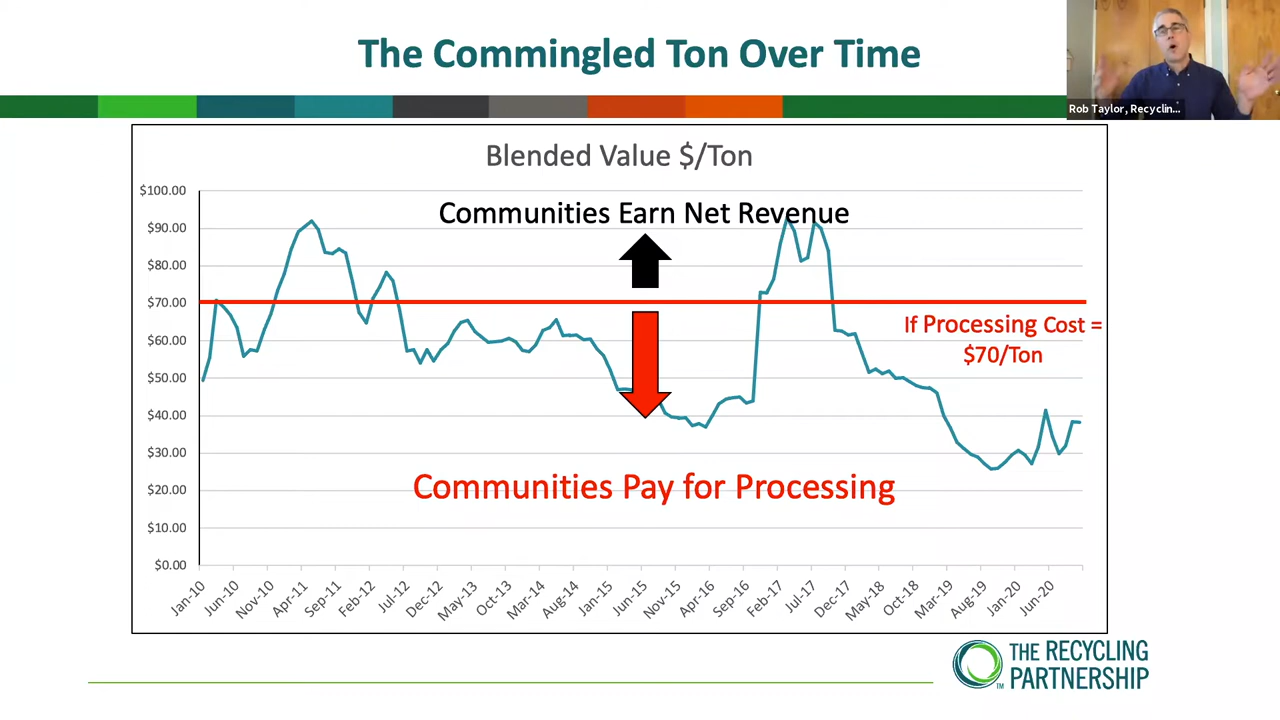 The Commingled Ton Over Time
Rob Taylor, Recyclin...
Blended Value $/Ton
$100.00
$90.00
$80.00
$70.00
$60.00
$50.00
$40.00
$30.00
$20.00
$10.00
$0.00
Communities Earn Net Revenue
If Processing Cost =
$70/Ton
Communities Pay for Processing
Jan-10
Jun-10
Nov-10
Apr-11
Sep-11
Feb-12
Jul-12
Dec-12
May-13
Oct-13
Mar-14
Aug-14
Jan-15
Jun-15
Nov-15
Apr-16
Sep-16
Feb-17
Jul-17
Dec-17
May-18
Oct-18
Mar-19
Aug-19
Jan-20
Jun-20
THE RECYCLING
PARTNERSHIP
TM